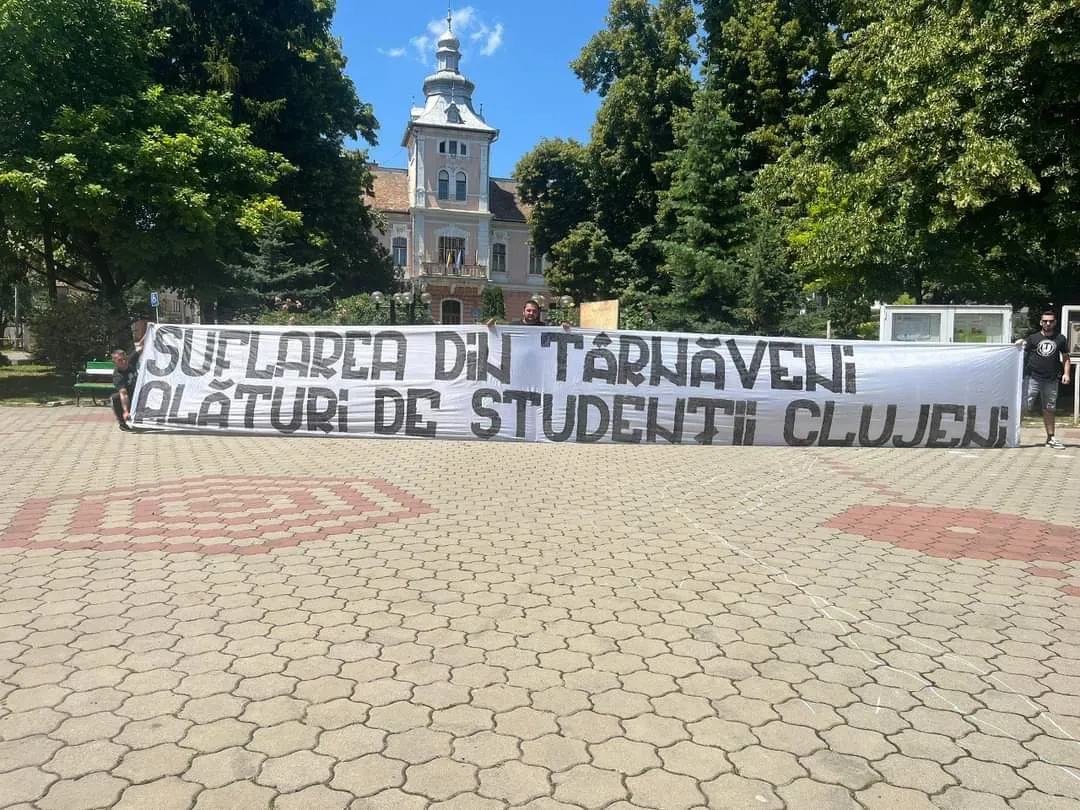 SUFLAREA DiN TÂRNĂVENi
ALĂTURi DE STUDENȚii CLUJENi